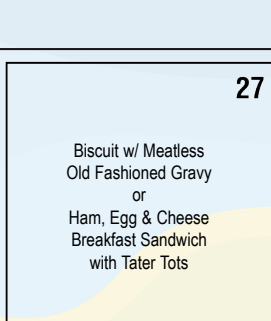 27
Biscuit w/ Meatless
Old Fashioned Gravy
or
Ham, Egg & Cheese
Breakfast Sandwich
with Tater Tots